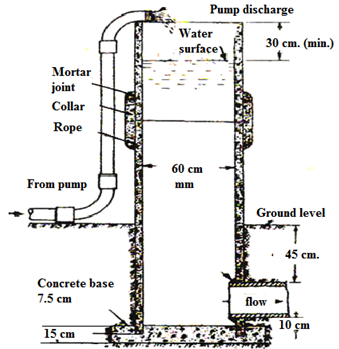 Pump discharge
30 cm. (min.)
Water
surface
Mortar
joint
Collar
Rope
60 cm
mm
From pump
Ground level
45 cm.
Concrete base
7.5 cm
flow
15 cm
10 cm